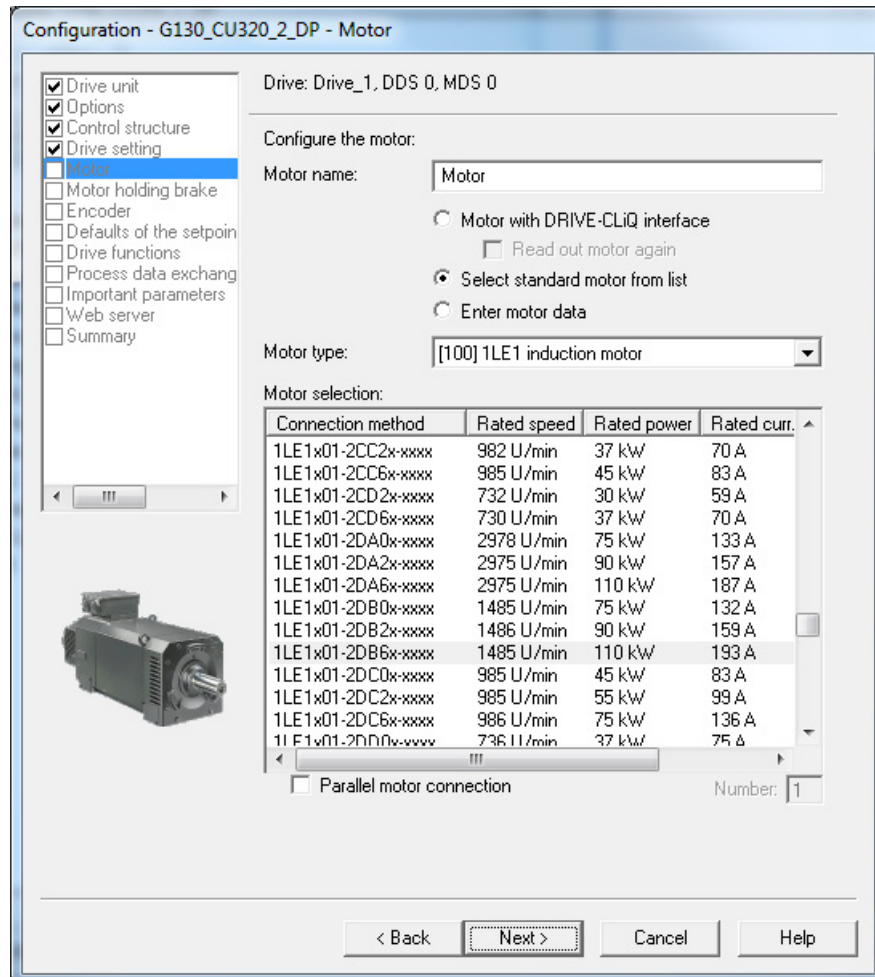 Configuration - G130_CU320_2_DP - Motor
Drive unit
Options
Control structure
Drive setting
Motor
Motor holding brake
Encoder
Defaults of the setpoin
Drive functions
Process data exchang
Important parameters
Web server
Summary
Drive: Drive_1, DDS 0, MDS 0
Configure the motor:
Motor name: Motor
Motor with DRIVE-CLiQ interface
Read out motor again
Select standard motor from list
Enter motor data
Motor type: [100] 1LE1 induction motor
Motor selection:
Connection method Rated speed Rated power Rated curr.
1LE1x01-2CC2x-xxxx 982 U/min 37 kW 70 A
1LE1x01-2CC6x-xxxx 985 U/min 45 kW 83 A
1LE1x01-2CD2x-xxxx 732 U/min 30 kW 59 A
1LE1x01-2CD6x-xxxx 730 U/min 37 kW 70 A
1LE1x01-2DA0x-xxxx 2978 U/min 75 kW 133 A
1LE1x01-2DA2x-xxxx 2975 U/min 90 kW 157 A
1LE1x01-2DA6x-xxxx 2975 U/min 110 kW 187 A
1LE1x01-2DB0x-xxxx 1485 U/min 75 kW 132 A
1LE1x01-2DB2x-xxxx 1486 U/min 90 kW 159 A
1LE1x01-2DB6x-xxxx 1485 U/min 110 kW 193 A
1LE1x01-2DC0x-xxxx 985 U/min 45 kW 83 A
1LE1x01-2DC2x-xxxx 985 U/min 55 kW 99 A
1LE1x01-2DC6x-xxxx 986 U/min 75 kW 136 A
1LE1x01-2DD0x-xxxx 736 U/min 37 kW 75 A
Parallel motor connection
Number: 1
< Back Next > Cancel Help